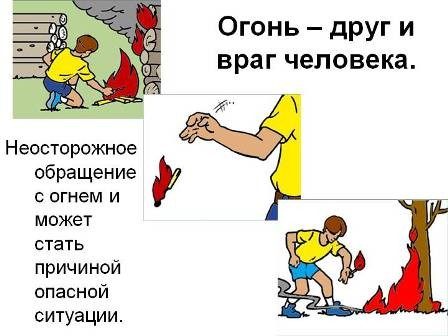 Огонь – друг и
враг человека.
Неосторожное
обращение
с огнем и
может
стать
причиной
опасной
ситуации.